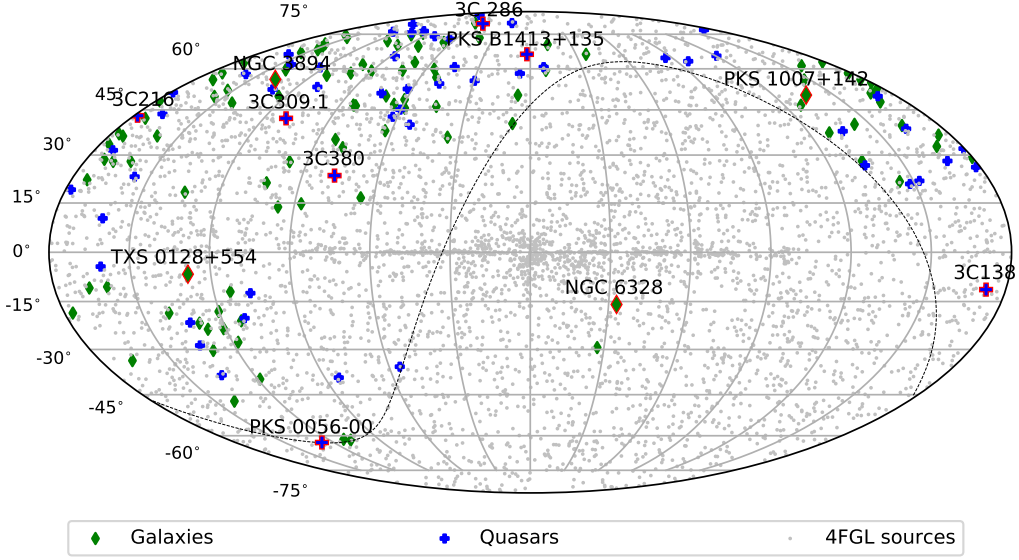 75°
3C 286
60°
PKS B1413+135
NGC 3894
PKS 1007+142
45°
3C216
3C309.1
30°
3C380
15°
0°
TXS 0128+554
3C138
NGC 6328
-15°
-30°
-45°
PKS 0056-00
-60°
-75°
Galaxies
Quasars
4FGL sources